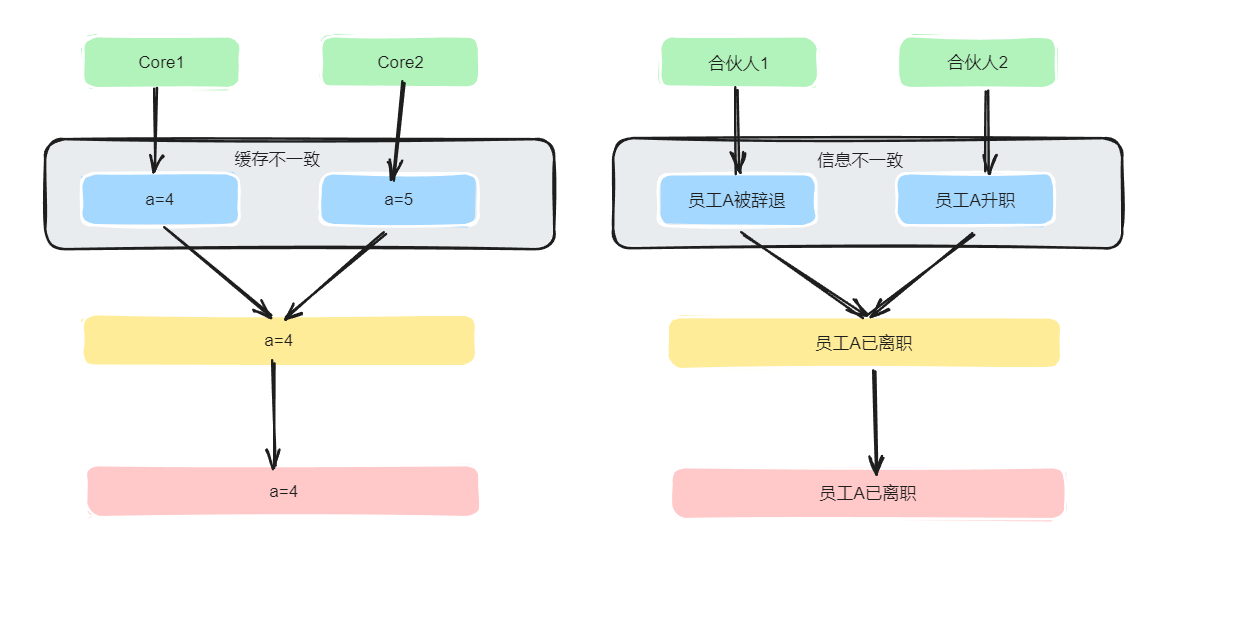 Core1
Core2
缓存不一致
a=4
a=5
a=4
a=4
合伙人1
合伙人2
信息不一致
员工A被辞退
员工A升职
员工A已离职
员工A已离职